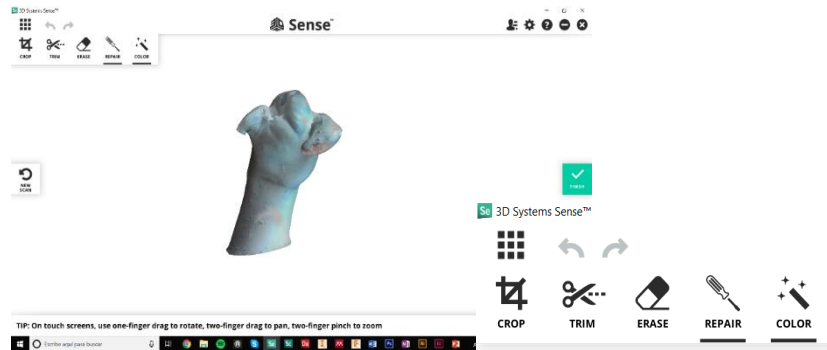 3D Systems Sense™
Sense™
CROP TRIM ERASE REPAIR COLOR
NEW
SCAN
FINISH
TIP: On touch screens, use one-finger drag to rotate, two-finger drag to pan, two-finger pinch to zoom
Escribe aquí para buscar
Se 3D Systems Sense™
CROP TRIM ERASE REPAIR COLOR